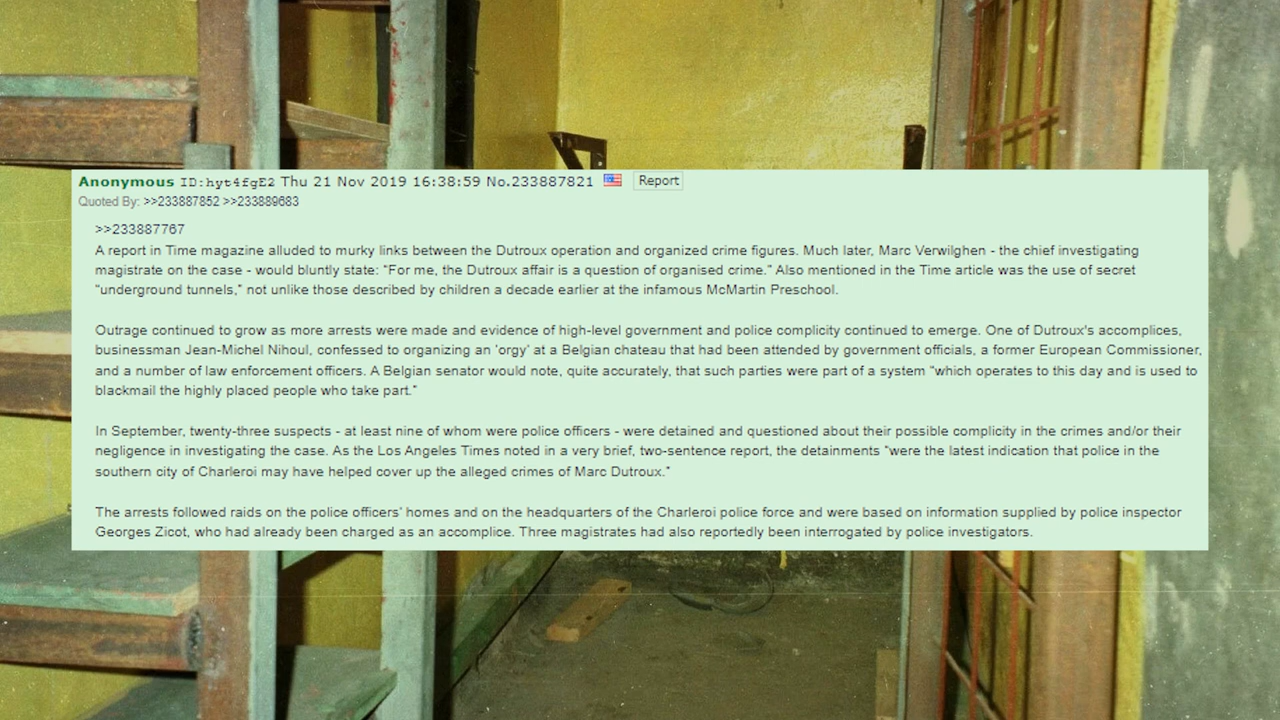 Anonymous ID:hyt4fgE2 Thu 21 Nov 2019 16:38:59 No.233887821 Report
Quoted By: >>233887852 >>233889683
>>233887767
A report in Time magazine alluded to murky links between the Dutroux operation and organized crime figures. Much later, Marc Verwilghen - the chief investigating
magistrate on the case - would bluntly state: "For me, the Dutroux affair is a question of organised crime." Also mentioned in the Time article was the use of secret
"underground tunnels," not unlike those described by children a decade earlier at the infamous McMartin Preschool.
Outrage continued to grow as more arrests were made and evidence of high-level government and police complicity continued to emerge. One of Dutroux's accomplices,
businessman Jean-Michel Nihoul, confessed to organizing an 'orgy' at a Belgian chateau that had been attended by government officials, a former European Commissioner,
and a number of law enforcement officers. A Belgian senator would note, quite accurately, that such parties were part of a system "which operates to this day and is used to
blackmail the highly placed people who take part."
In September, twenty-three suspects - at least nine of whom were police officers - were detained and questioned about their possible complicity in the crimes and/or their
negligence in investigating the case. As the Los Angeles Times noted in a very brief, two-sentence report, the detainments "were the latest indication that police in the
southern city of Charleroi may have helped cover up the alleged crimes of Marc Dutroux."
The arrests followed raids on the police officers' homes and on the headquarters of the Charleroi police force and were based on information supplied by police inspector
Georges Zicot, who had already been charged as an accomplice. Three magistrates had also reportedly been interrogated by police investigators.